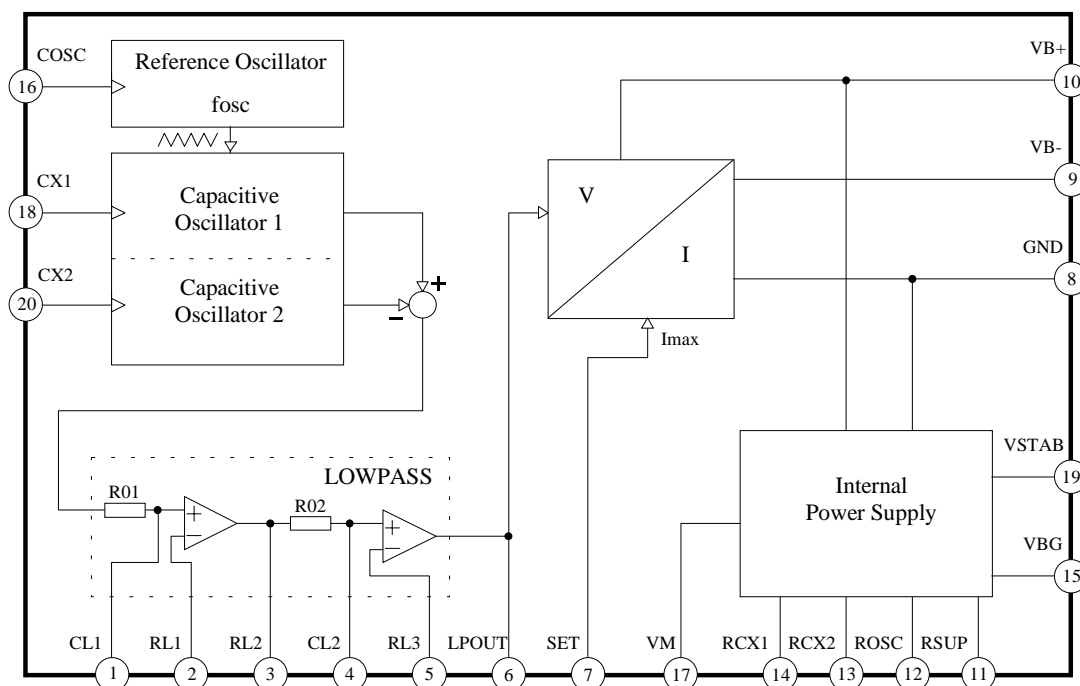 COSC
16
Reference Oscillator
fosc
VB+
10
CX1
18
Capacitive
Oscillator 1
V
I
VB-
9
CX2
20
Capacitive
Oscillator 2
+
−
GND
8
Imax
LOWPASS
R01
+
−
R02
+
−
Internal
Power Supply
VSTAB
19
VBG
15
CL1
1
RL1
2
RL2
3
CL2
4
RL3
5
LPOUT
6
SET
7
VM
17
RCX1
14
RCX2
13
ROSC
12
RSUP
11